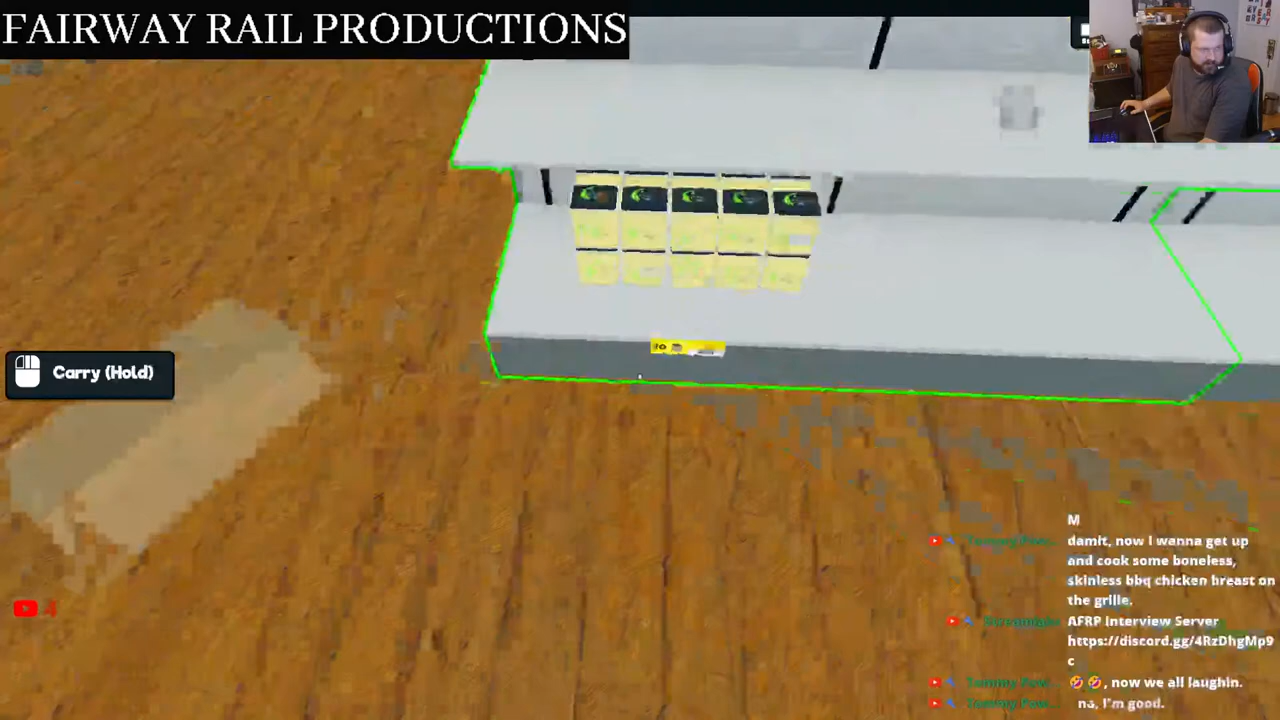 FAIRWAY RAIL PRODUCTIONS
Carry (Hold)
M
damit, now I wanna get up
and cook some boneless,
skinless bbq chicken breast on
the grille.
AFRP Interview Server
https://discord.gg/4RzDhgMp9
c
🤣🤣, now we all laughin.
na, I'm good.